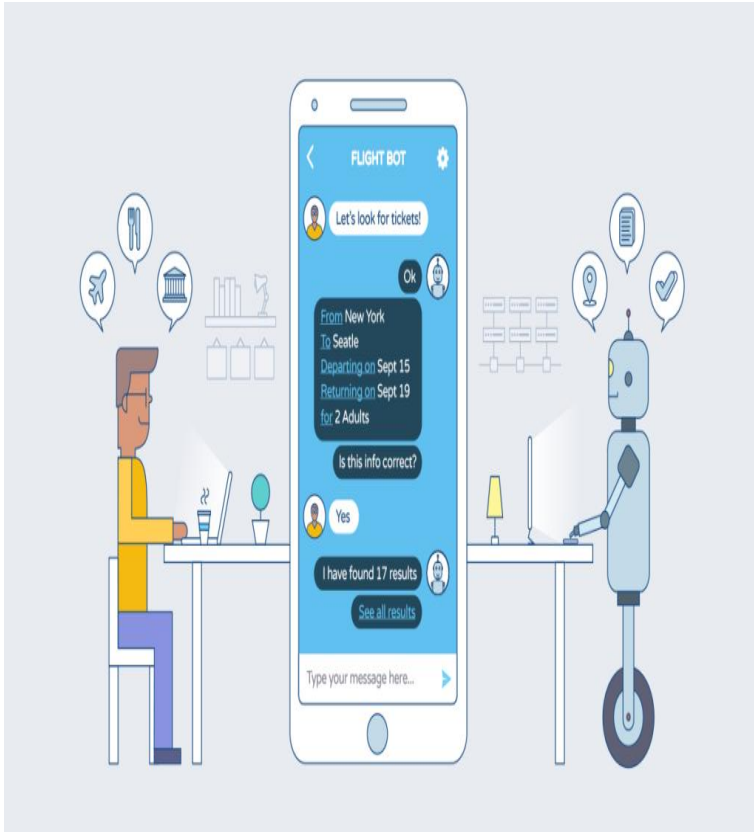 FLIGHT BOT
Let's look for tickets!
Ok
From New York
To Seatle
Departing on Sept 15
Returning on Sept 19
for 2 Adults
Is this info correct?
Yes
I have found 17 results
See all results
Type your message here...